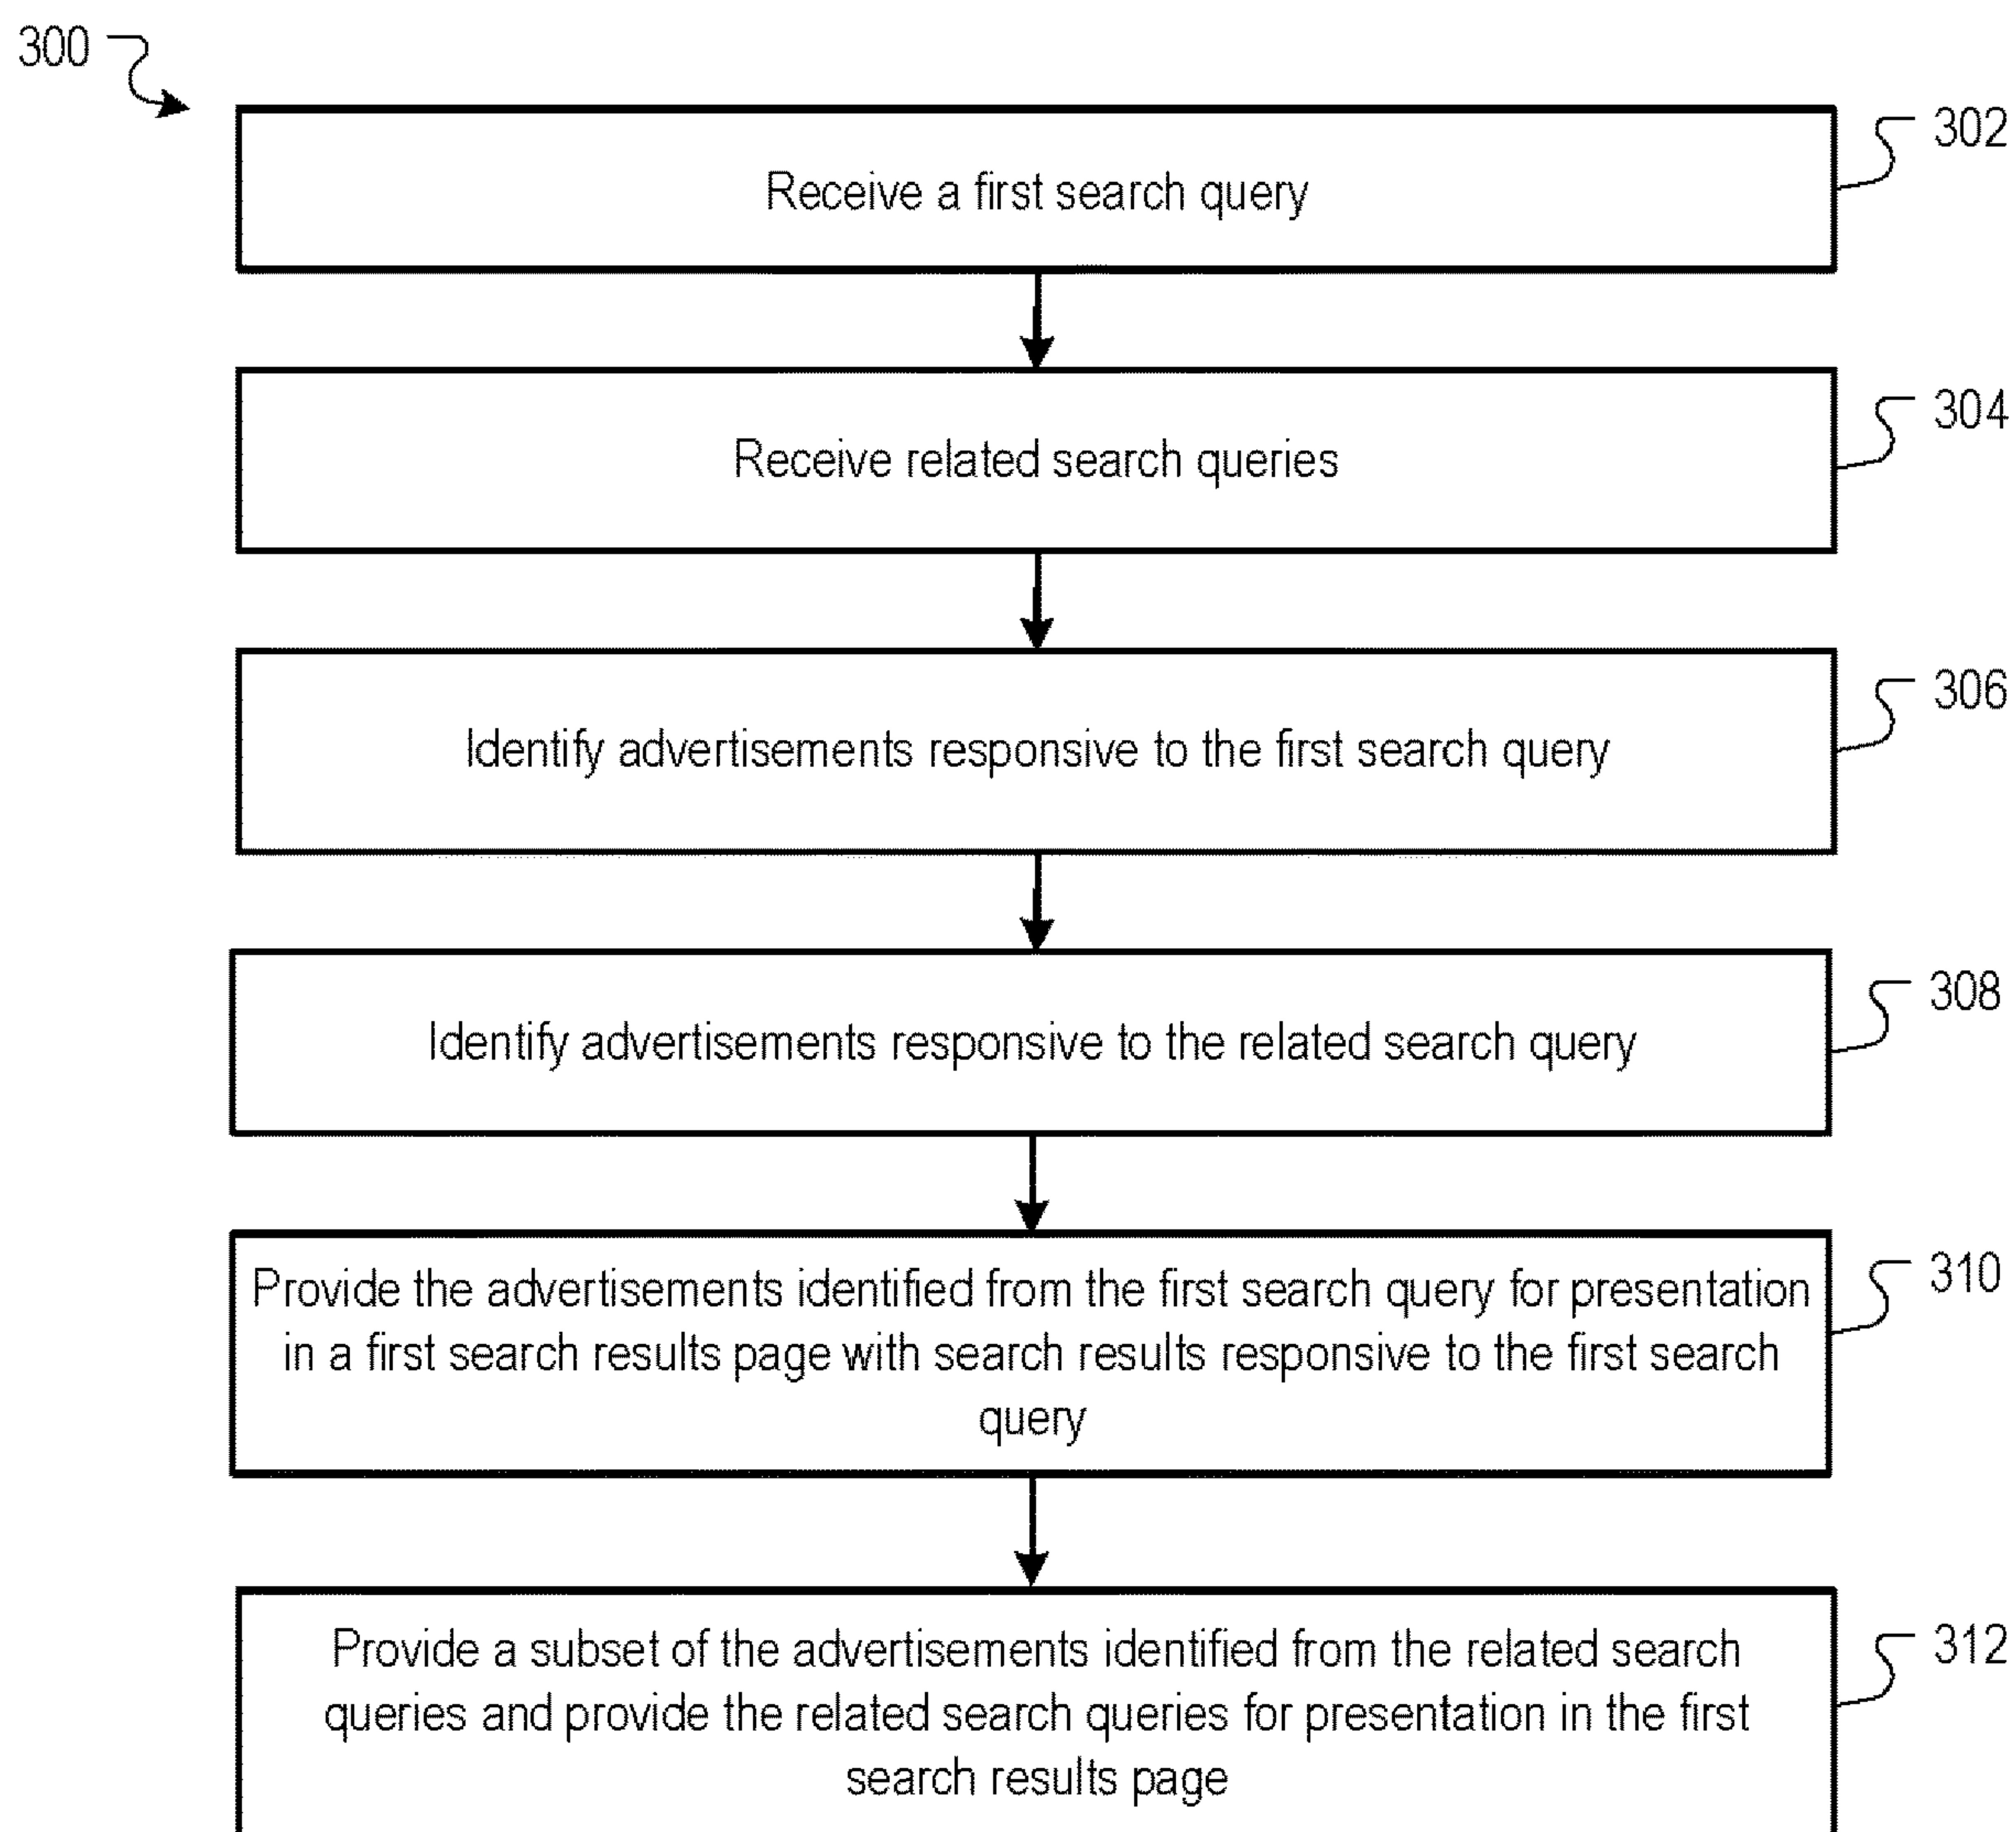 300
302
Receive a first search query
304
Receive related search queries
306
Identify advertisements responsive to the first search query
308
Identify advertisements responsive to the related search query
310
Provide the advertisements identified from the first search query for presentation
in a first search results page with search results responsive to the first search
query
312
Provide a subset of the advertisements identified from the related search
queries and provide the related search queries for presentation in the first
search results page